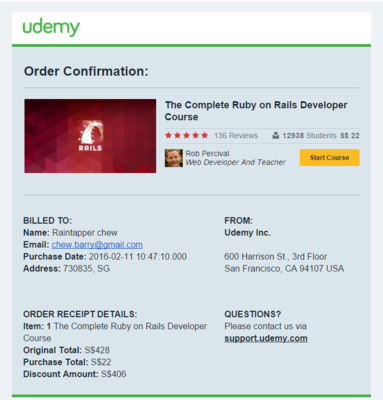 udemy
Order Confirmation:
RAILS
The Complete Ruby on Rails Developer
Course
136 Reviews
12938 Students S$ 22
Rob Percival
Web Developer And Teacher
Start Course
BILLED TO:
Name: Raintapper chew
Email: chew.barry@gmail.com
Purchase Date: 2016-02-11 10:47:10.000
Address: 730835, SG
FROM:
Udemy Inc.
600 Harrison St., 3rd Floor
San Francisco, CA 94107 USA
ORDER RECEIPT DETAILS:
Item: 1 The Complete Ruby on Rails Developer
Course
Original Total: S$428
Purchase Total: S$22
Discount Amount: S$406
QUESTIONS?
Please contact us via
support.udemy.com